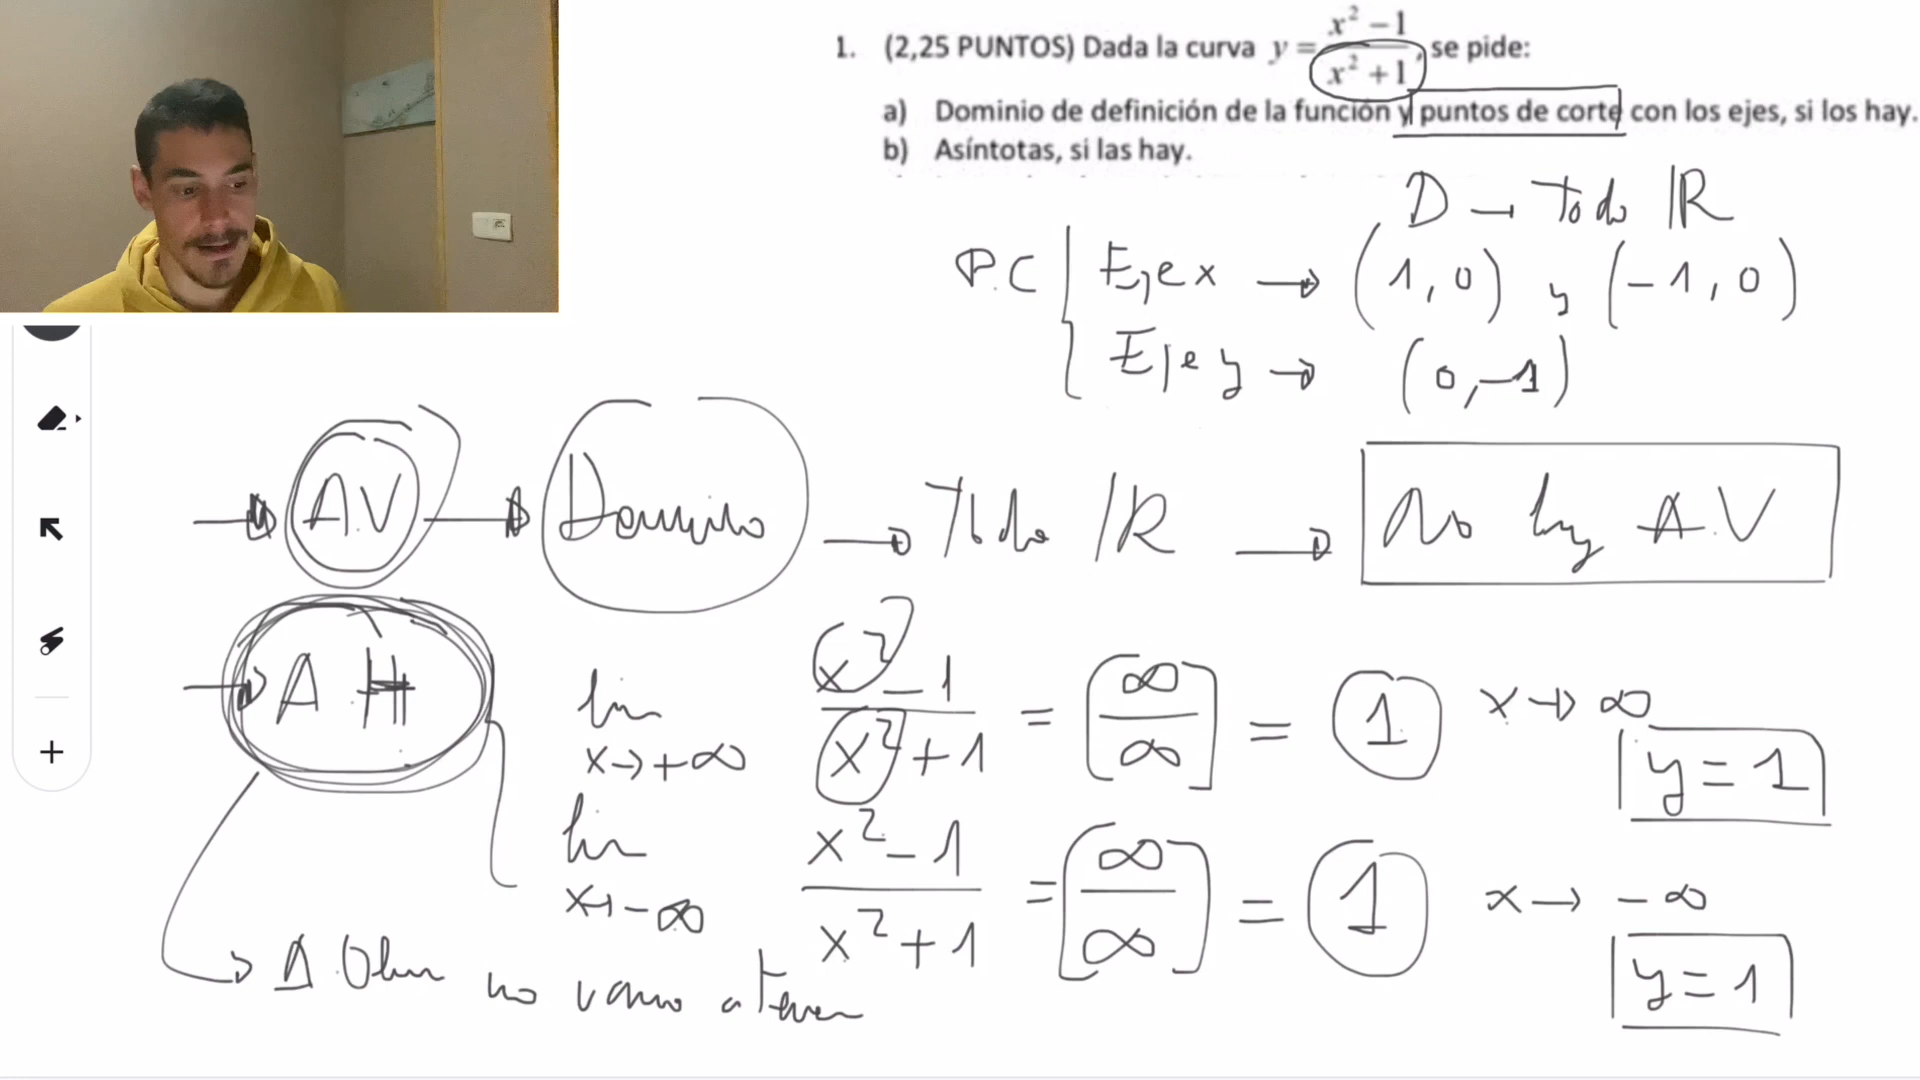 1. (2,25 PUNTOS) Dada la curva y = x² − 1 / x² + 1, se pide:
a) Dominio de definición de la función y puntos de corte con los ejes, si los hay.
b) Asíntotas, si las hay.
D → Todo ℝ
P.C { Eje x → (1, 0) y (−1, 0)
Eje y → (0, −1)
→ A.V → Dominio → Todo ℝ → No hay A.V
→ A H lim x→+∞ x² − 1 / x² + 1 = [∞/∞] = 1 x → ∞ y = 1
lim x→−∞ x² − 1 / x² + 1 = [∞/∞] = 1 x → −∞ y = 1
→ A. Oblicua no vamos a tener